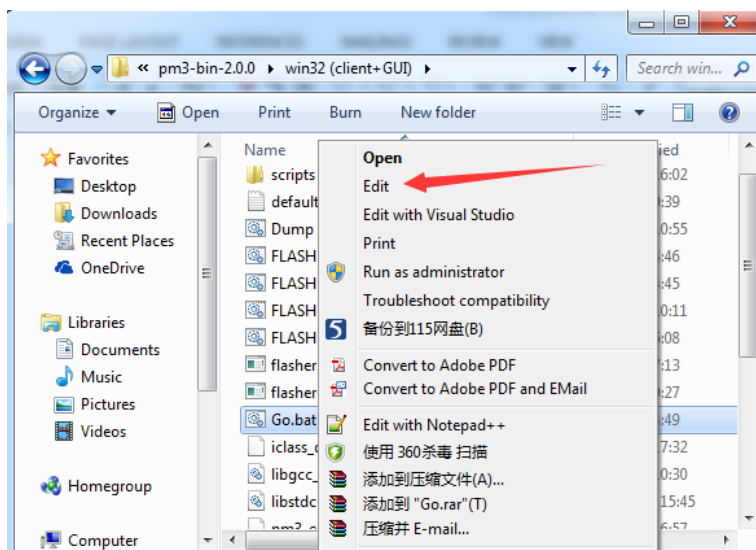 « pm3-bin-2.0.0 ▸ win32 (client+GUI) ▸
Search win...
Organize Open Print Burn New folder
Favorites
Desktop
Downloads
Recent Places
OneDrive
Libraries
Documents
Music
Pictures
Videos
Homegroup
Computer
Name
scripts
default
Dump
FLASH
FLASH
FLASH
FLASH
flasher
flasher
Go.bat
iclass_
libgcc_
libstdc
Open
Edit
Edit with Visual Studio
Print
Run as administrator
Troubleshoot compatibility
备份到115网盘(B)
Convert to Adobe PDF
Convert to Adobe PDF and EMail
Edit with Notepad++
使用 360杀毒 扫描
添加到压缩文件(A)...
添加到 "Go.rar"(T)
压缩并 E-mail...
6:02
:39
0:55
:46
:45
0:11
:08
:13
:27
:49
7:32
0:30
15:45
6:57